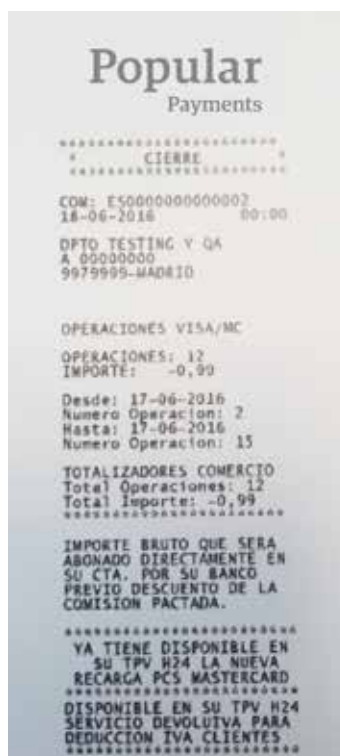 Popular
Payments
************************
* CIERRE *
************************
COM: ES0000000000002
18-06-2016 00:00
DPTO TESTING Y QA
A 00000000
9979999-MADRID
OPERACIONES VISA/MC
OPERACIONES: 12
IMPORTE: -0,99
Desde: 17-06-2016
Numero Operacion: 2
Hasta: 17-06-2016
Numero Operacion: 15
TOTALIZADORES COMERCIO
Total Operaciones: 12
Total Importe: -0,99
************************
IMPORTE BRUTO QUE SERA
ABONADO DIRECTAMENTE EN
SU CTA. POR SU BANCO
PREVIO DESCUENTO DE LA
COMISION PACTADA.
************************
YA TIENE DISPONIBLE EN
SU TPV H24 LA NUEVA
RECARGA PCS MASTERCARD
************************
DISPONIBLE EN SU TPV H24
SERVICIO DEVOLUTIVA PARA
DEDUCCION IVA CLIENTES
************************